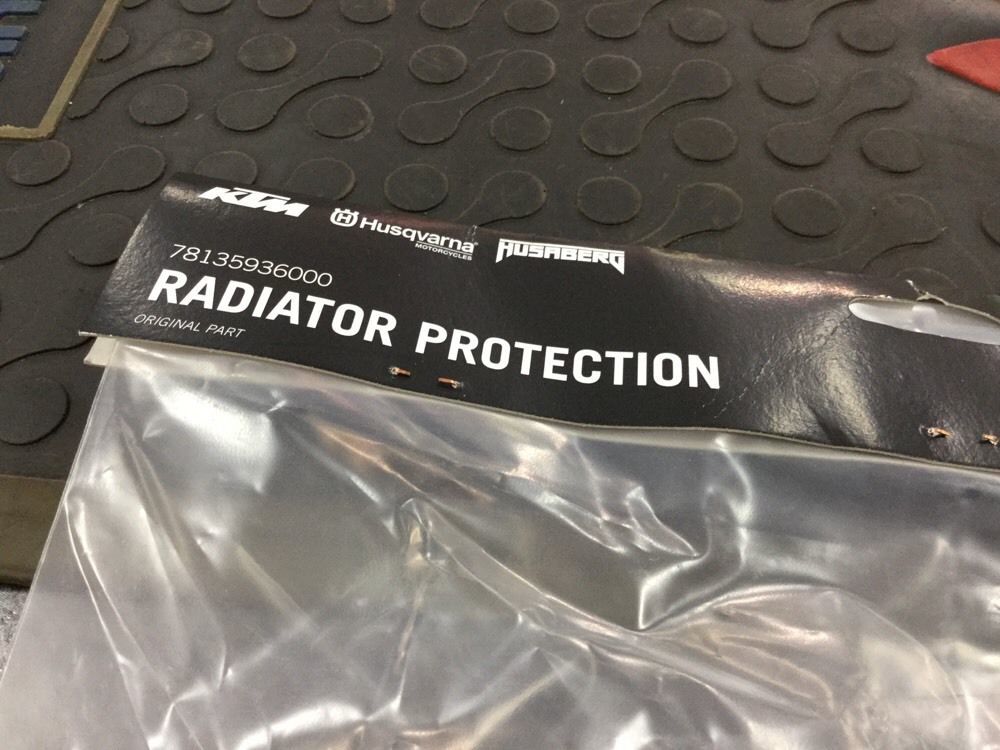 KTM
Husqvarna
MOTORCYCLES
HUSABERG
78135936000
RADIATOR PROTECTION
ORIGINAL PART